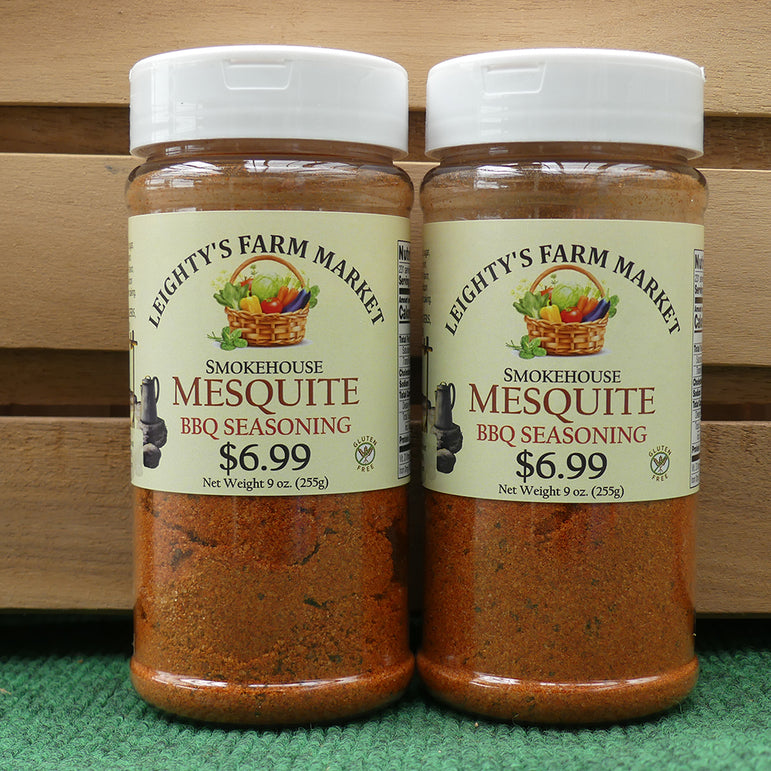 LEIGHTY'S FARM MARKET
SMOKEHOUSE
MESQUITE
BBQ SEASONING
$6.99
GLUTEN
FREE
Net Weight 9 oz. (255g)
LEIGHTY'S FARM MARKET
SMOKEHOUSE
MESQUITE
BBQ SEASONING
$6.99
GLUTEN
FREE
Net Weight 9 oz. (255g)